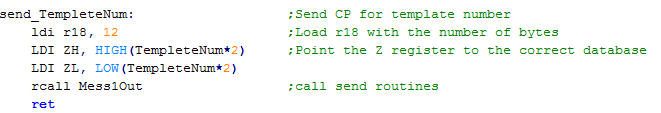 send_TempleteNum: ;Send CP for template number
ldi r18, 12 ;Load r18 with the number of bytes
LDI ZH, HIGH(TempleteNum*2) ;Point the Z register to the correct database
LDI ZL, LOW(TempleteNum*2)
rcall Mess1Out ;call send routines
ret